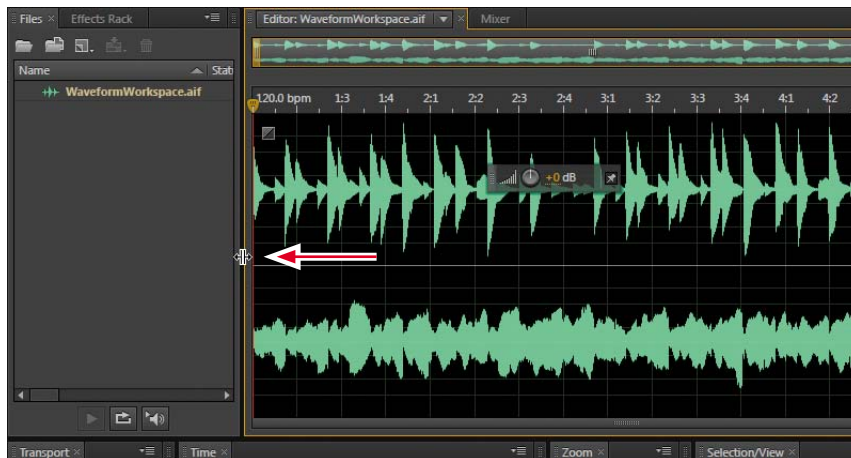 Files × Effects Rack
Editor: WaveformWorkspace.aif × Mixer
Name Stat
WaveformWorkspace.aif
120.0 bpm 1:3 1:4 2:1 2:2 2:3 2:4 3:1 3:2 3:3 3:4 4:1 4:2
+0 dB
Transport × Time × Zoom × Selection/View ×